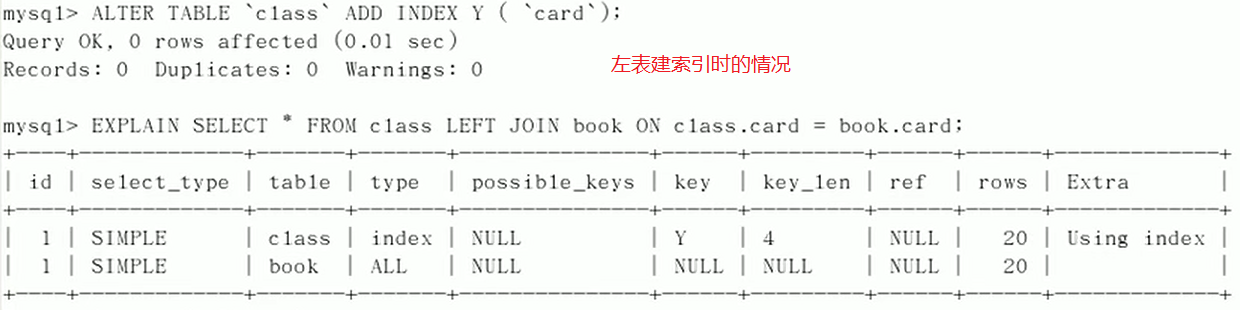 mysql> ALTER TABLE `class` ADD INDEX Y ( `card`);
Query OK, 0 rows affected (0.01 sec)
Records: 0  Duplicates: 0  Warnings: 0
左表建索引时的情况
mysql> EXPLAIN SELECT * FROM class LEFT JOIN book ON class.card = book.card;
+----+-------------+-------+-------+---------------+------+---------+------+------+-------------+
| id | select_type | table | type | possible_keys | key | key_len | ref | rows | Extra |
+----+-------------+-------+-------+---------------+------+---------+------+------+-------------+
| 1 | SIMPLE | class | index | NULL | Y | 4 | NULL | 20 | Using index |
| 1 | SIMPLE | book | ALL | NULL | NULL | NULL | NULL | 20 | |
+----+-------------+-------+-------+---------------+------+---------+------+------+-------------+